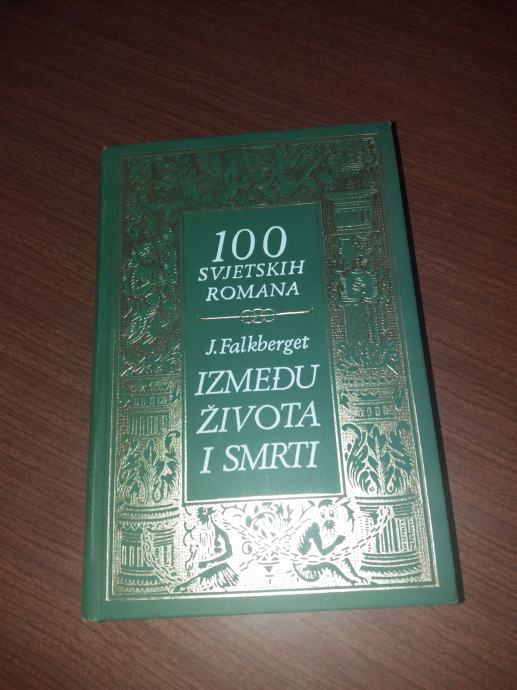 100
SVJETSKIH
ROMANA
J.Falkberget
IZMEĐU
ŽIVOTA
I SMRTI